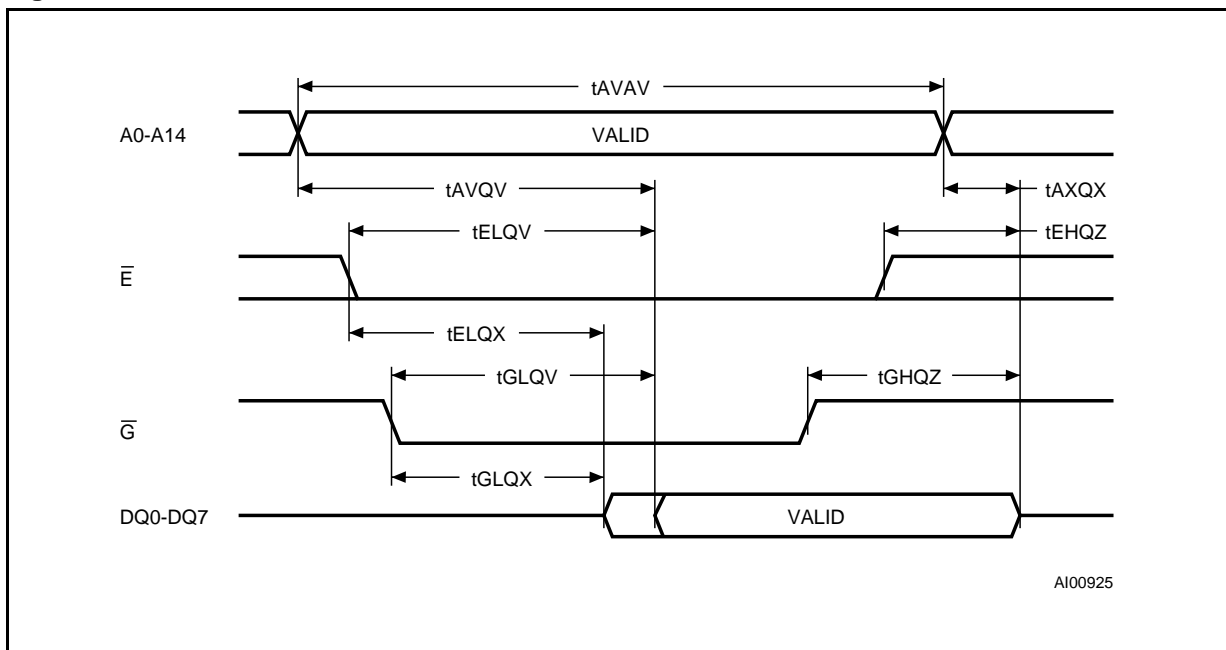 tAVAV
A0-A14
VALID
tAVQV
tAXQX
tELQV
tEHQZ
E̅
tELQX
tGLQV
tGHQZ
G̅
tGLQX
DQ0-DQ7
VALID
AI00925